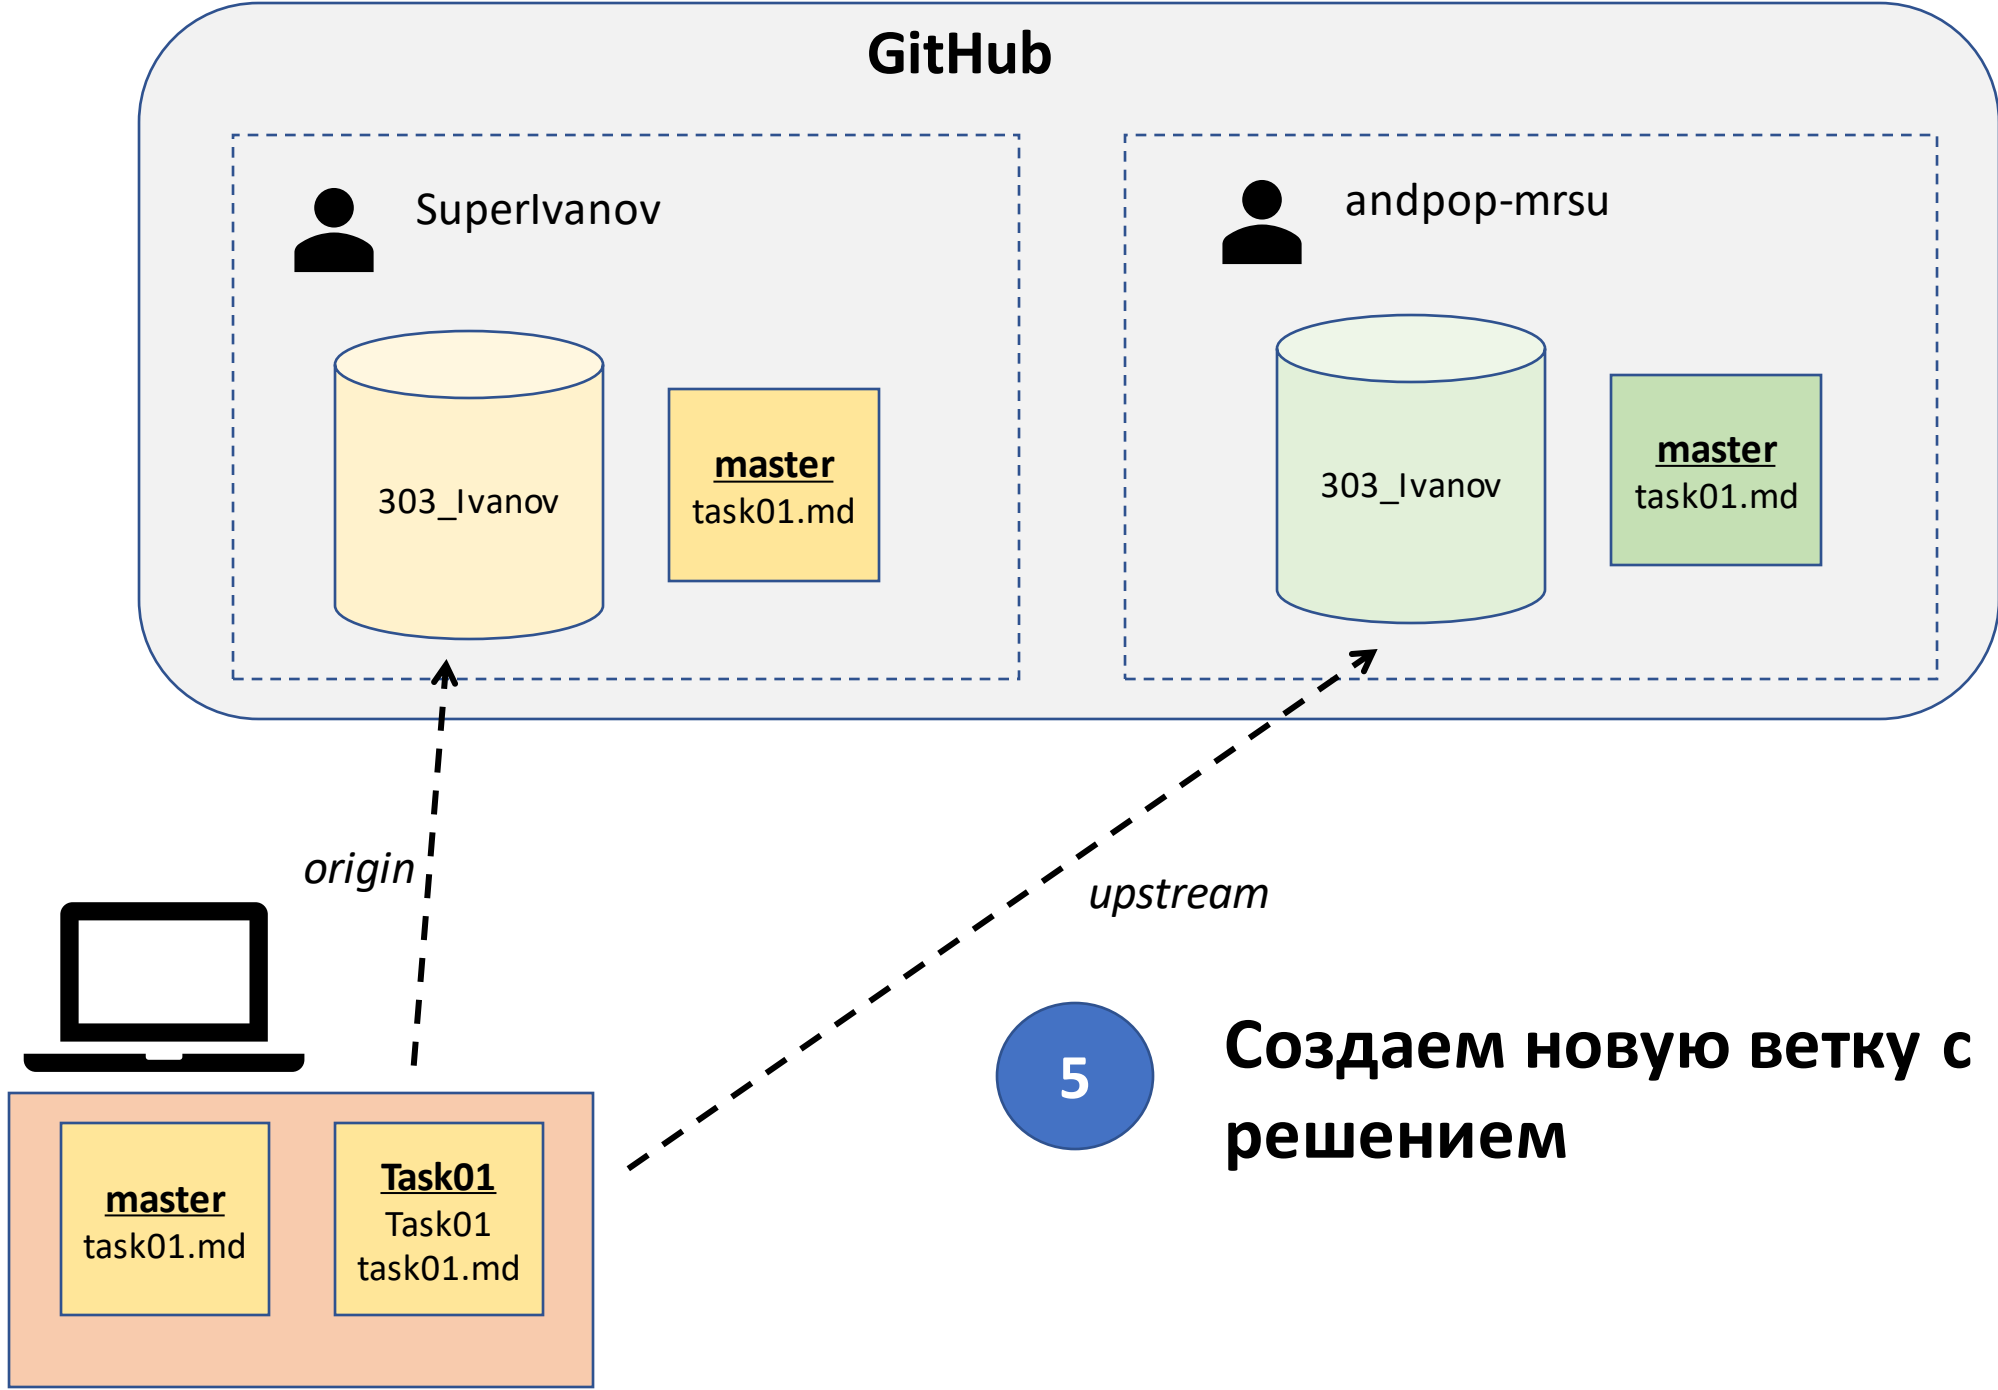 GitHub
SuperIvanov
andpop-mrsu
303_Ivanov
master
task01.md
303_Ivanov
master
task01.md
origin
upstream
5
Создаем новую ветку с
решением
master
task01.md
Task01
Task01
task01.md